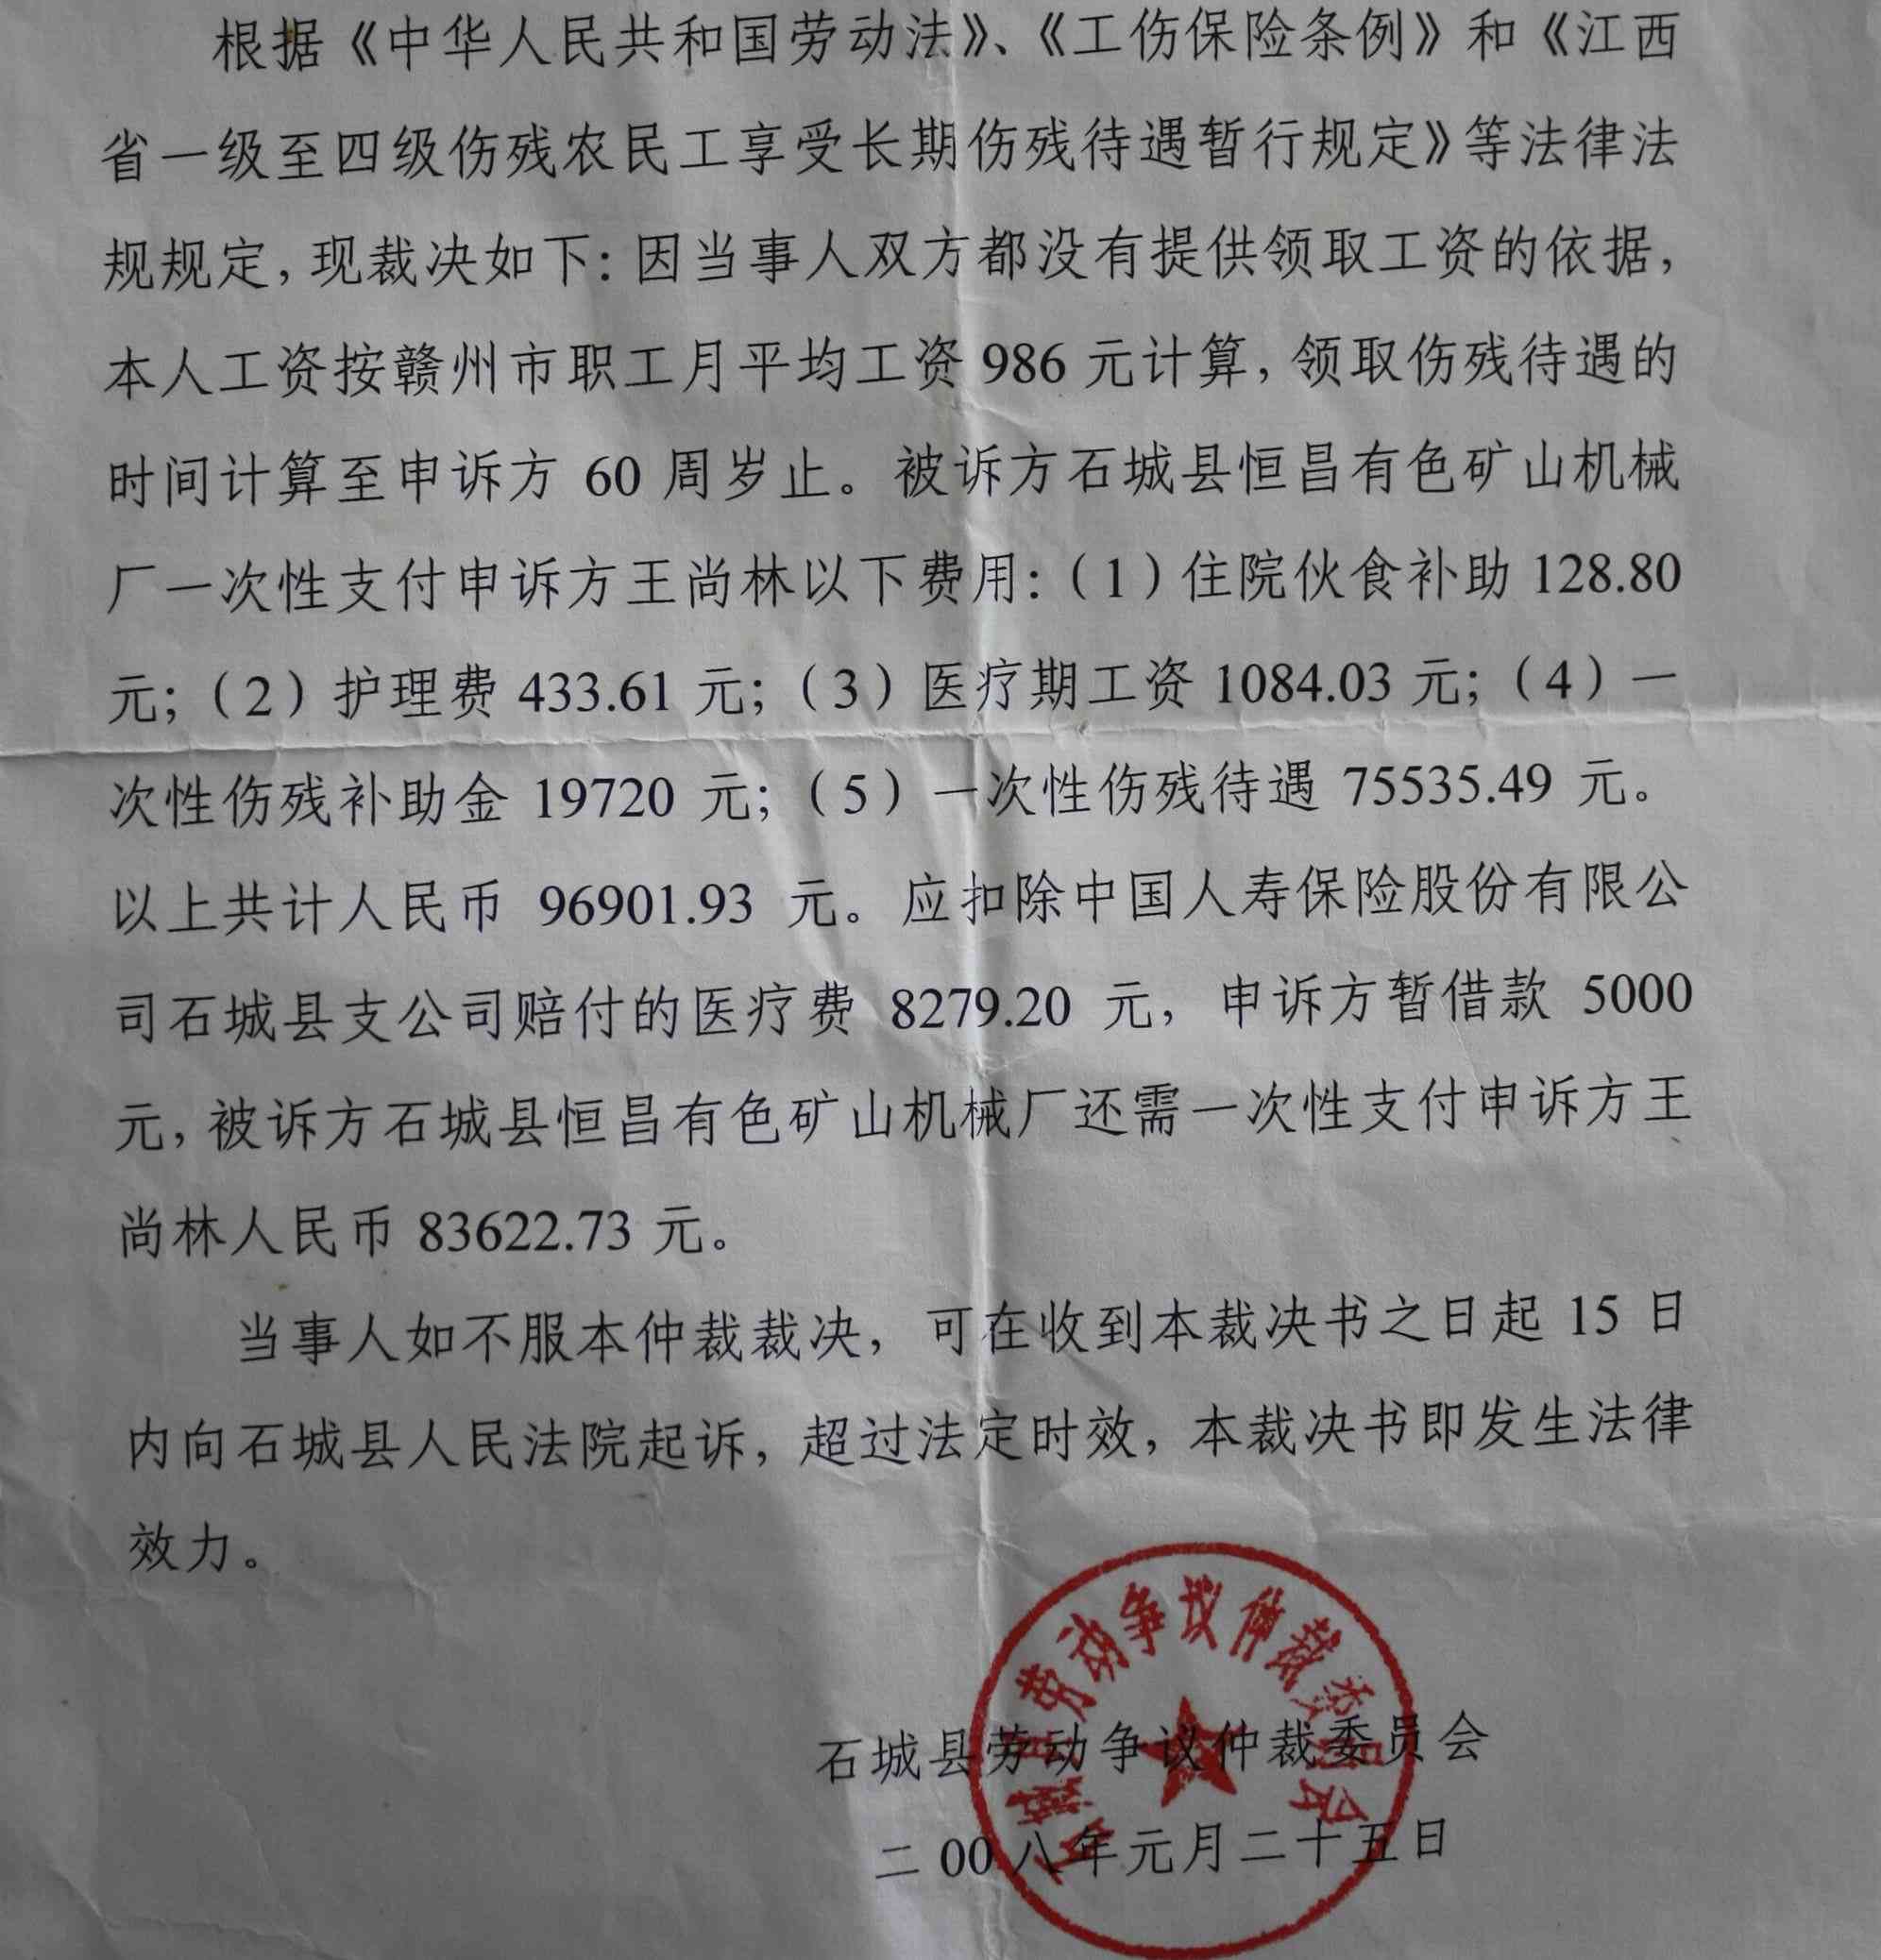 根据《中华人民共和国劳动法》、《工伤保险条例》和《江西
省一级至四级伤残农民工享受长期伤残待遇暂行规定》等法律法
规规定，现裁决如下：因当事人双方都没有提供领取工资的依据，
本人工资按赣州市职工月平均工资 986 元计算，领取伤残待遇的
时间计算至申诉方 60 周岁止。被诉方石城县恒昌有色矿山机械
厂一次性支付申诉方王尚林以下费用：（1）住院伙食补助 128.80
元；（2）护理费 433.61 元；（3）医疗期工资 1084.03 元；（4）一
次性伤残补助金 19720 元；（5）一次性伤残待遇 75535.49 元。
以上共计人民币 96901.93 元。应扣除中国人寿保险股份有限公
司石城县支公司赔付的医疗费 8279.20 元，申诉方暂借款 5000
元，被诉方石城县恒昌有色矿山机械厂还需一次性支付申诉方王
尚林人民币 83622.73 元。
当事人如不服本仲裁裁决，可在收到本裁决书之日起 15 日
内向石城县人民法院起诉，超过法定时效，本裁决书即发生法律
效力。
石城县劳动争议仲裁委员会
石城县劳动争议仲裁委员会
二 00 八年元月二十五日